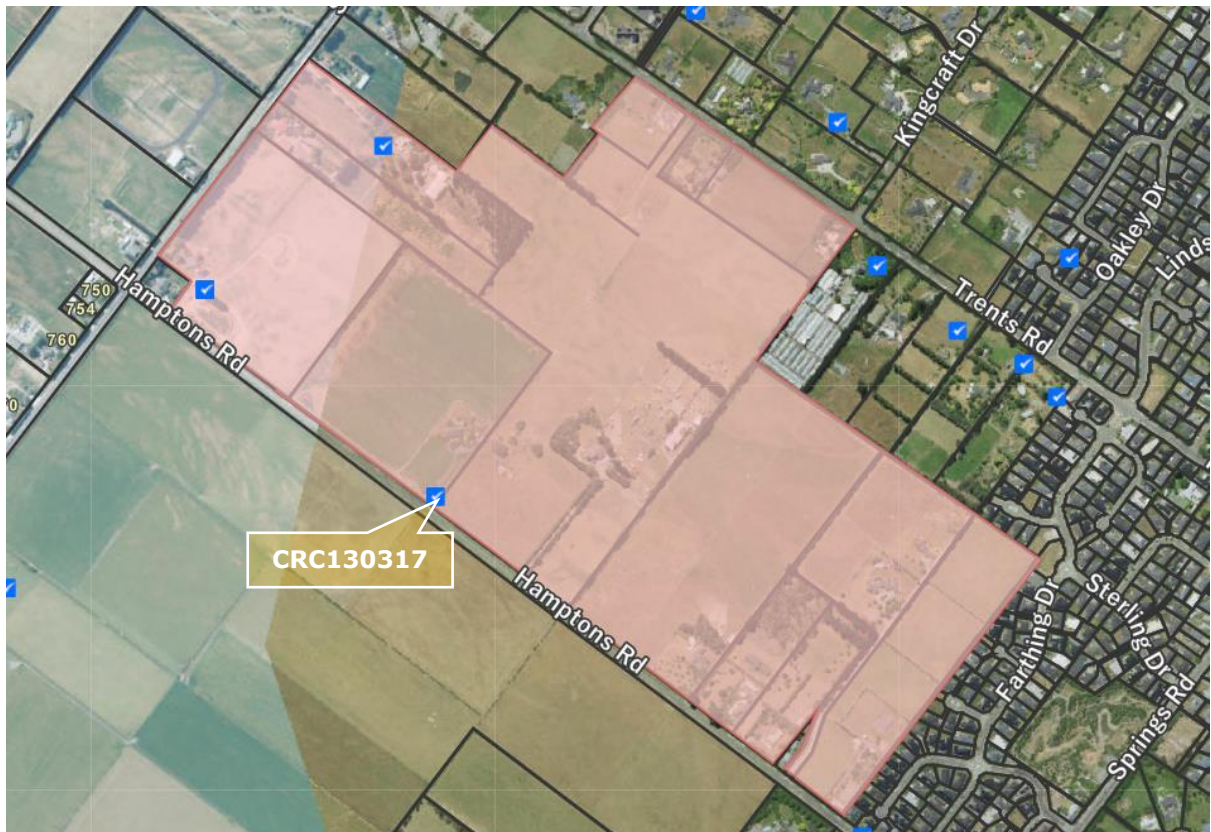 Kingcraft Dr
Oakley Dr
Linds
Hamptons Rd
750
754
760
0
Trents Rd
CRC130317
Hamptons Rd
Farthing Dr
Sterling Dr
Springs Rd